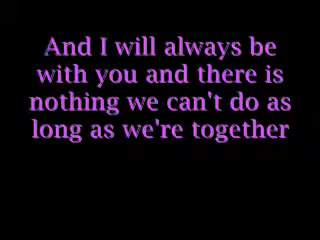 And I will always be
with you and there is
nothing we can't do as
long as we're together